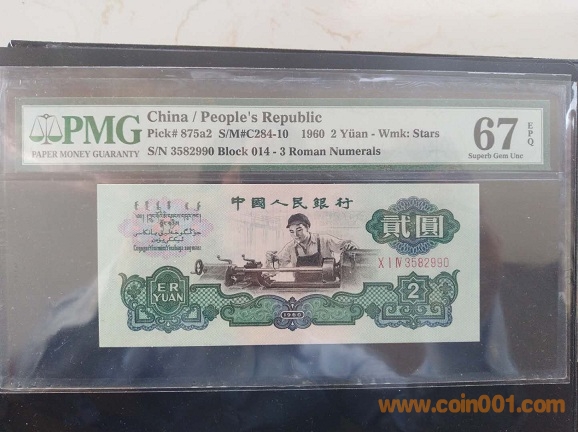 PMG
PAPER MONEY GUARANTY
China / People's Republic
Pick# 875a2 S/M#C284-10 1960 2 Yüan - Wmk: Stars
S/N 3582990 Block 014 - 3 Roman Numerals
67 EPQ
Superb Gem Unc
中國人民銀行
貳圓
X I IV 3582990
ER
YUAN
2
1960
www.coin001.com